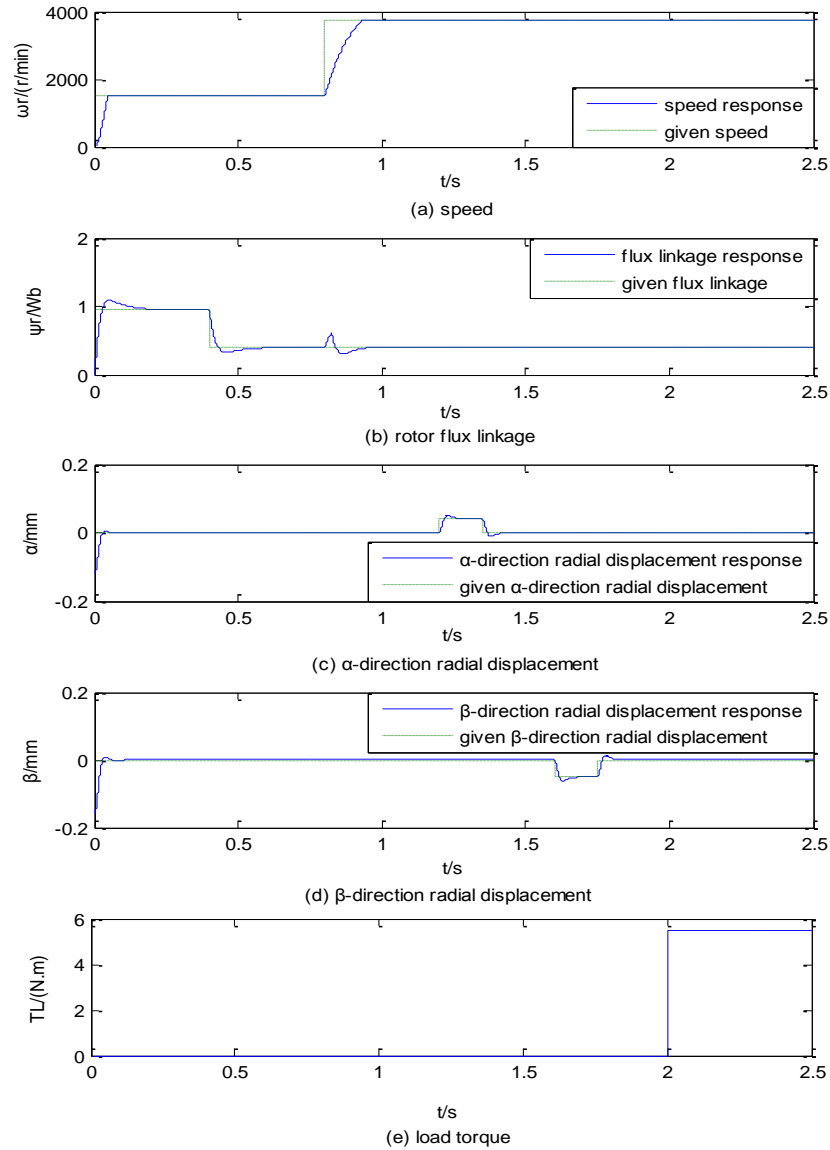 4000
2000
0
ωr/(r/min)
speed response
given speed
0 0.5 1 1.5 2 2.5
t/s
(a) speed
2
1
0
ψr/Wb
flux linkage response
given flux linkage
0 0.5 1 1.5 2 2.5
t/s
(b) rotor flux linkage
0.2
0
-0.2
α/mm
α-direction radial displacement response
given α-direction radial displacement
0 0.5 1 1.5 2 2.5
t/s
(c) α-direction radial displacement
0.2
0
-0.2
β/mm
β-direction radial displacement response
given β-direction radial displacement
0 0.5 1 1.5 2 2.5
t/s
(d) β-direction radial displacement
6
4
2
0
TL/(N.m)
0 0.5 1 1.5 2 2.5
t/s
(e) load torque